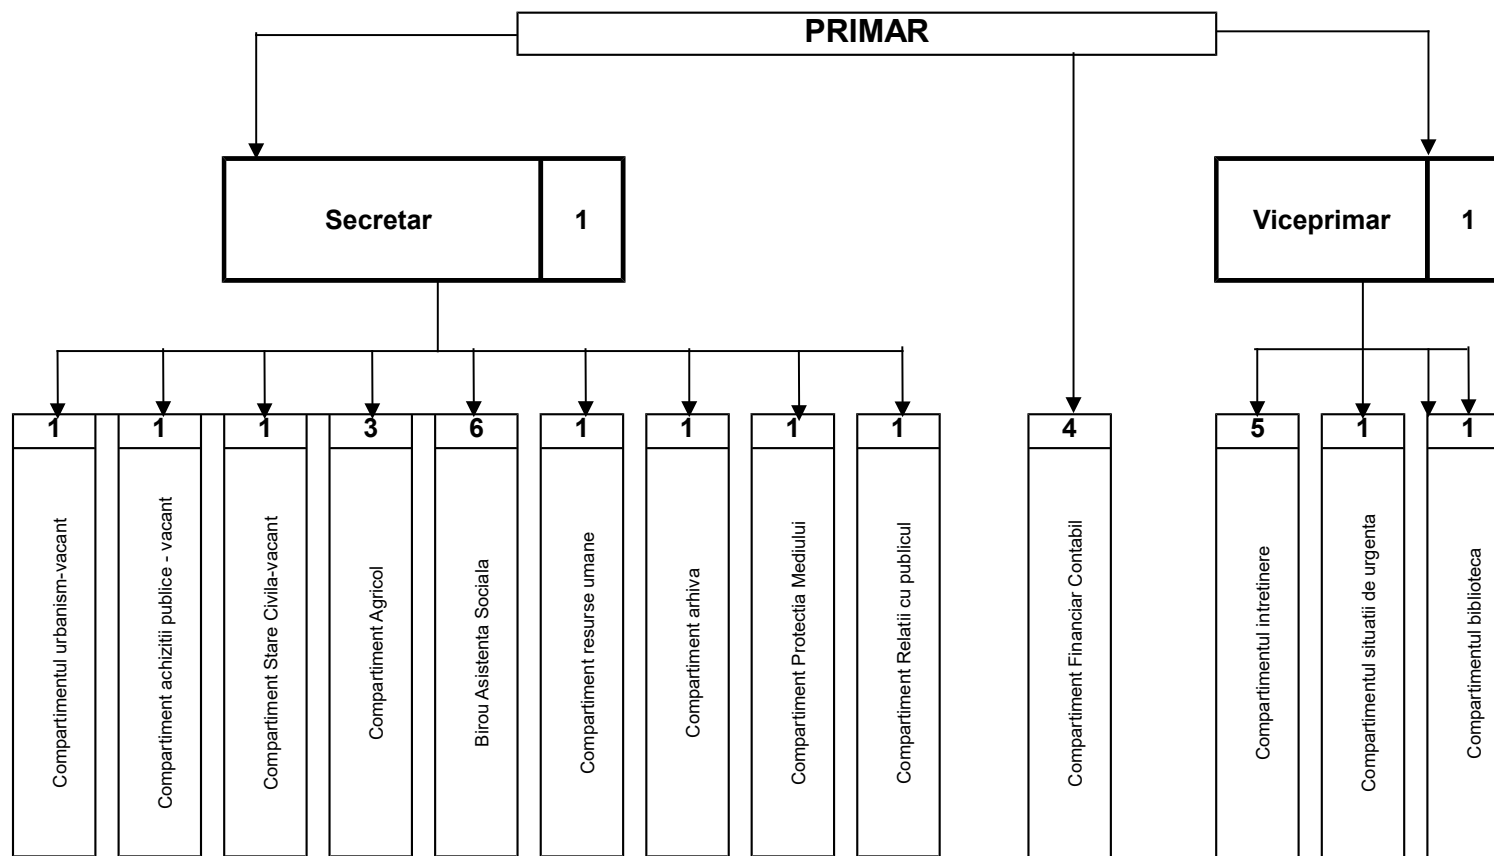 PRIMAR
Secretar
1
Viceprimar
1
1
1
1
3
6
1
1
1
1
4
5
1
1
Compartimentul urbanism-vacant
Compartiment achizitii publice - vacant
Compartiment Stare Civila-vacant
Compartiment Agricol
Birou Asistenta Sociala
Compartiment resurse umane
Compartiment arhiva
Compartiment Protectia Mediului
Compartiment Relatii cu publicul
Compartiment Financiar Contabil
Compartimentul intretinere
Compartimentul situatii de urgenta
Compartimentul biblioteca